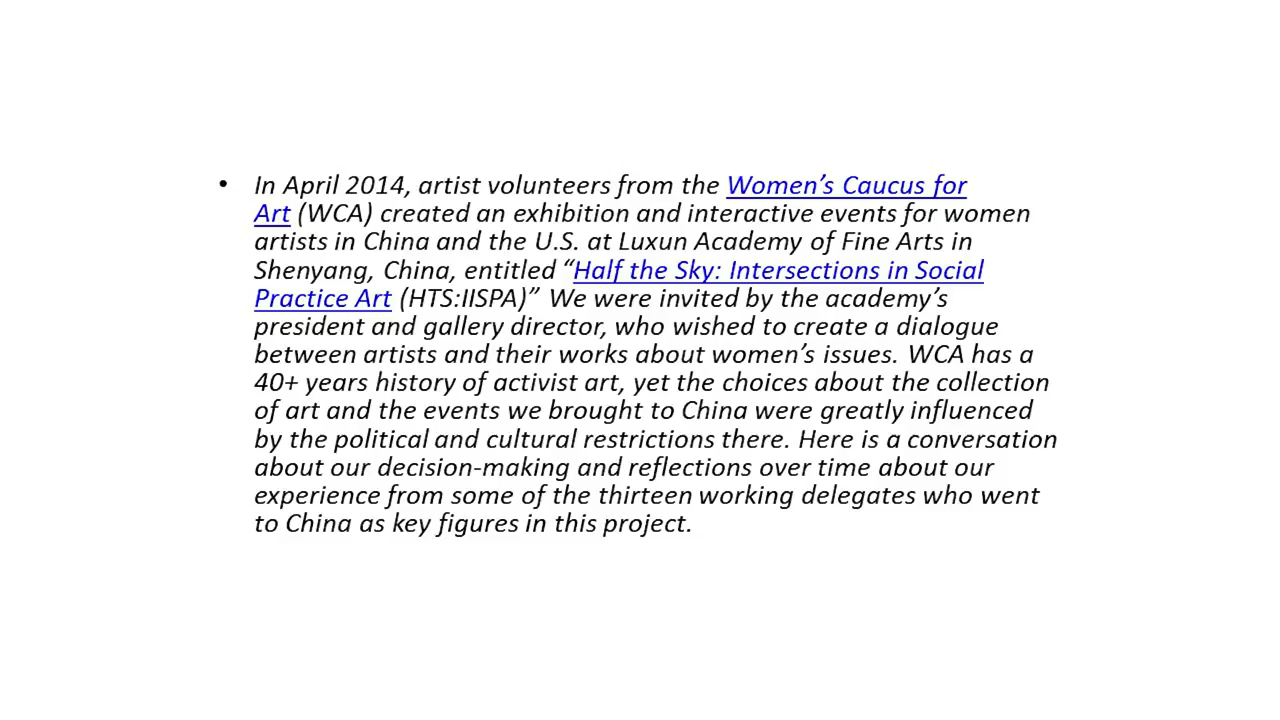 • In April 2014, artist volunteers from the Women’s Caucus for
Art (WCA) created an exhibition and interactive events for women
artists in China and the U.S. at Luxun Academy of Fine Arts in
Shenyang, China, entitled “Half the Sky: Intersections in Social
Practice Art (HTS:IISPA)” We were invited by the academy’s
president and gallery director, who wished to create a dialogue
between artists and their works about women’s issues. WCA has a
40+ years history of activist art, yet the choices about the collection
of art and the events we brought to China were greatly influenced
by the political and cultural restrictions there. Here is a conversation
about our decision-making and reflections over time about our
experience from some of the thirteen working delegates who went
to China as key figures in this project.